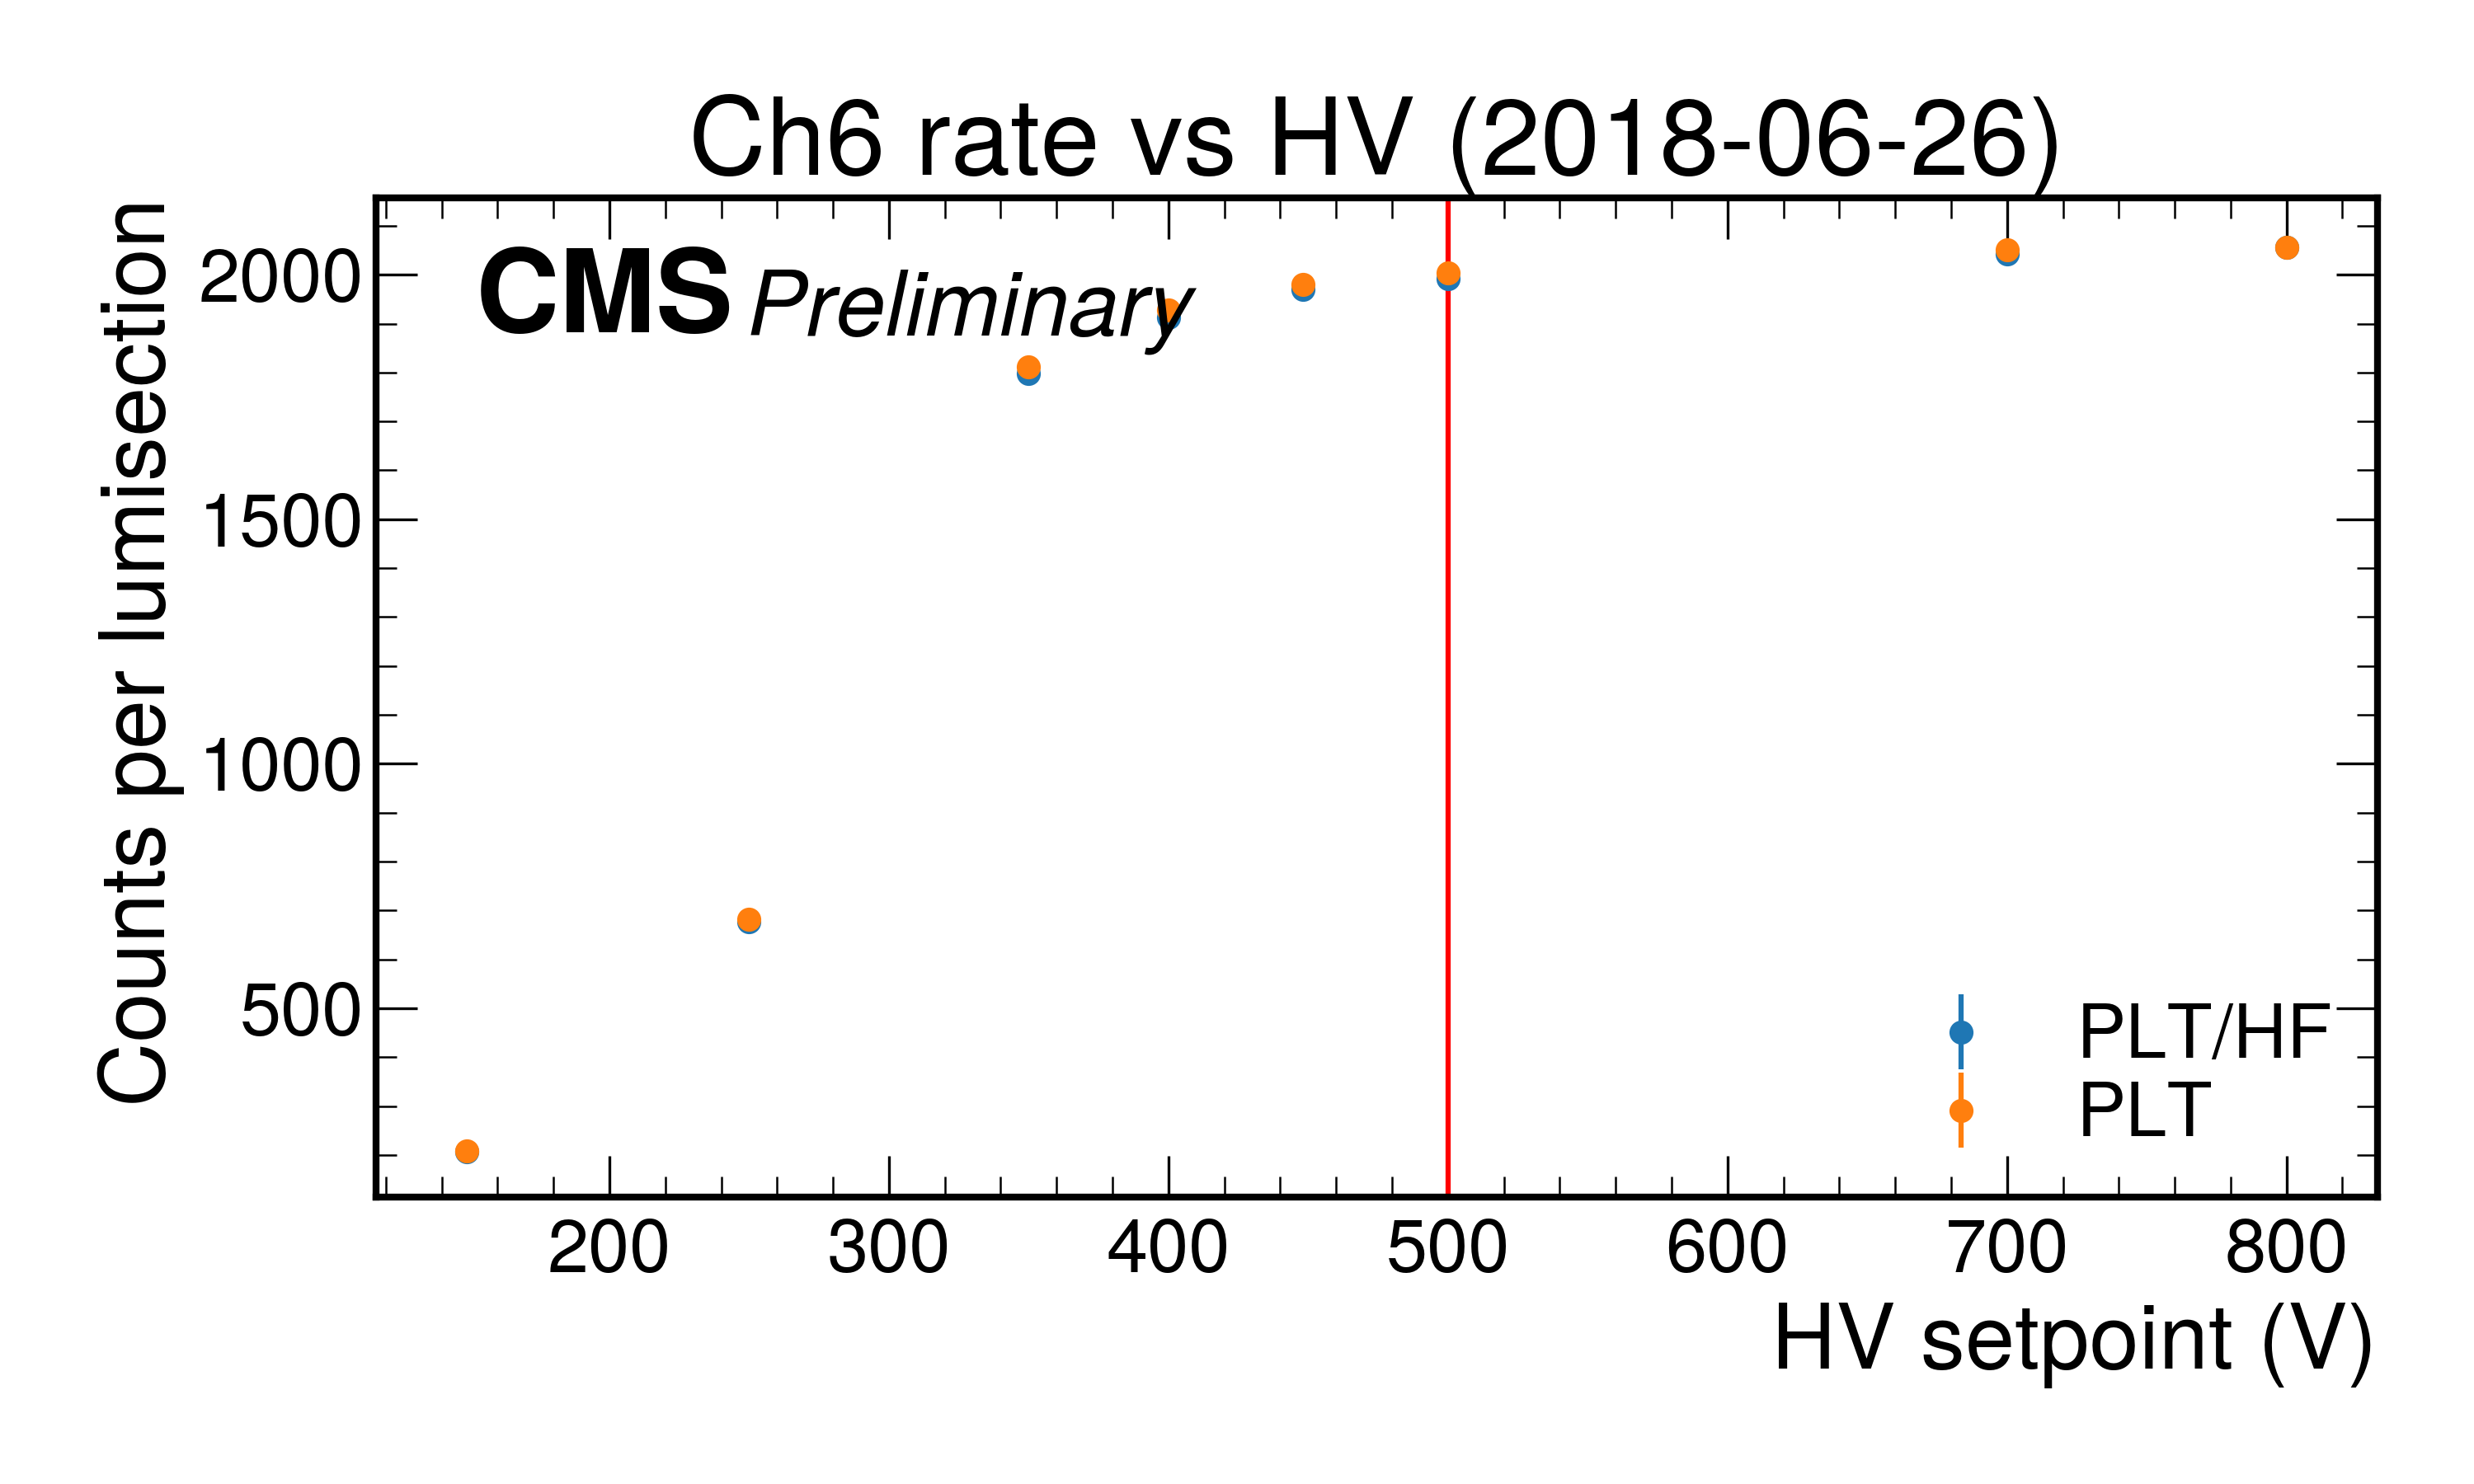 Ch6 rate vs HV (2018-06-26)
CMS Preliminary
Counts per lumisection
2000
1500
1000
500
PLT/HF
PLT
200 300 400 500 600 700 800
HV setpoint (V)